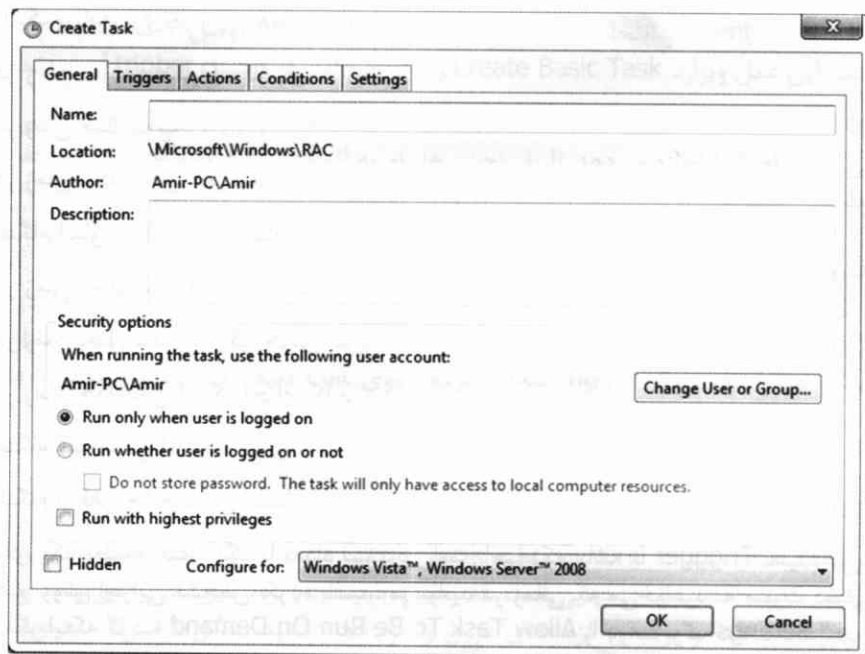 Create Task
General Triggers Actions Conditions Settings
Name:
Location: \Microsoft\Windows\RAC
Author: Amir-PC\Amir
Description:
Security options
When running the task, use the following user account:
Amir-PC\Amir
Change User or Group...
Run only when user is logged on
Run whether user is logged on or not
Do not store password. The task will only have access to local computer resources.
Run with highest privileges
Hidden Configure for: Windows Vista™, Windows Server™ 2008
OK Cancel